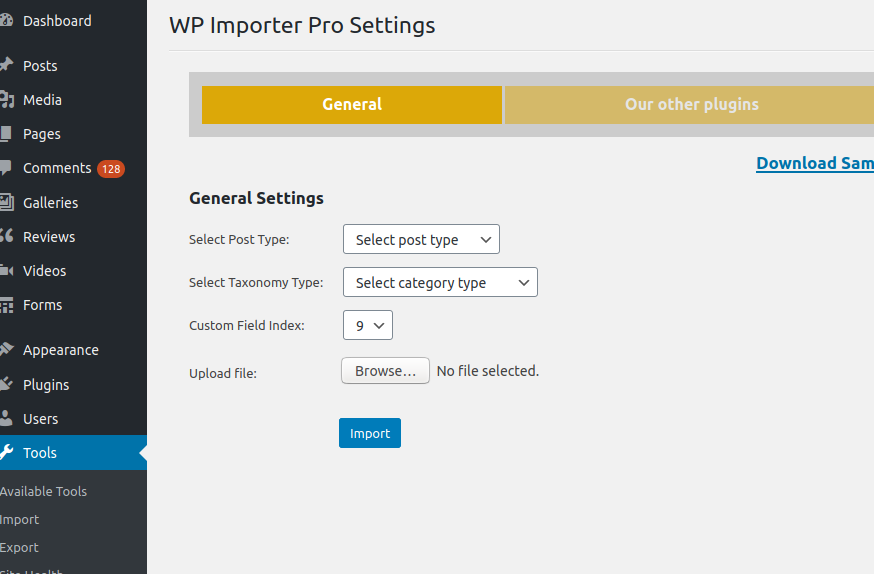 Dashboard
Posts
Media
Pages
Comments 128
Galleries
Reviews
Videos
Forms
Appearance
Plugins
Users
Tools
Available Tools
Import
Export
Site Health
WP Importer Pro Settings
General
Our other plugins
Download Sam
General Settings
Select Post Type: Select post type
Select Taxonomy Type: Select category type
Custom Field Index: 9
Upload file: Browse… No file selected.
Import